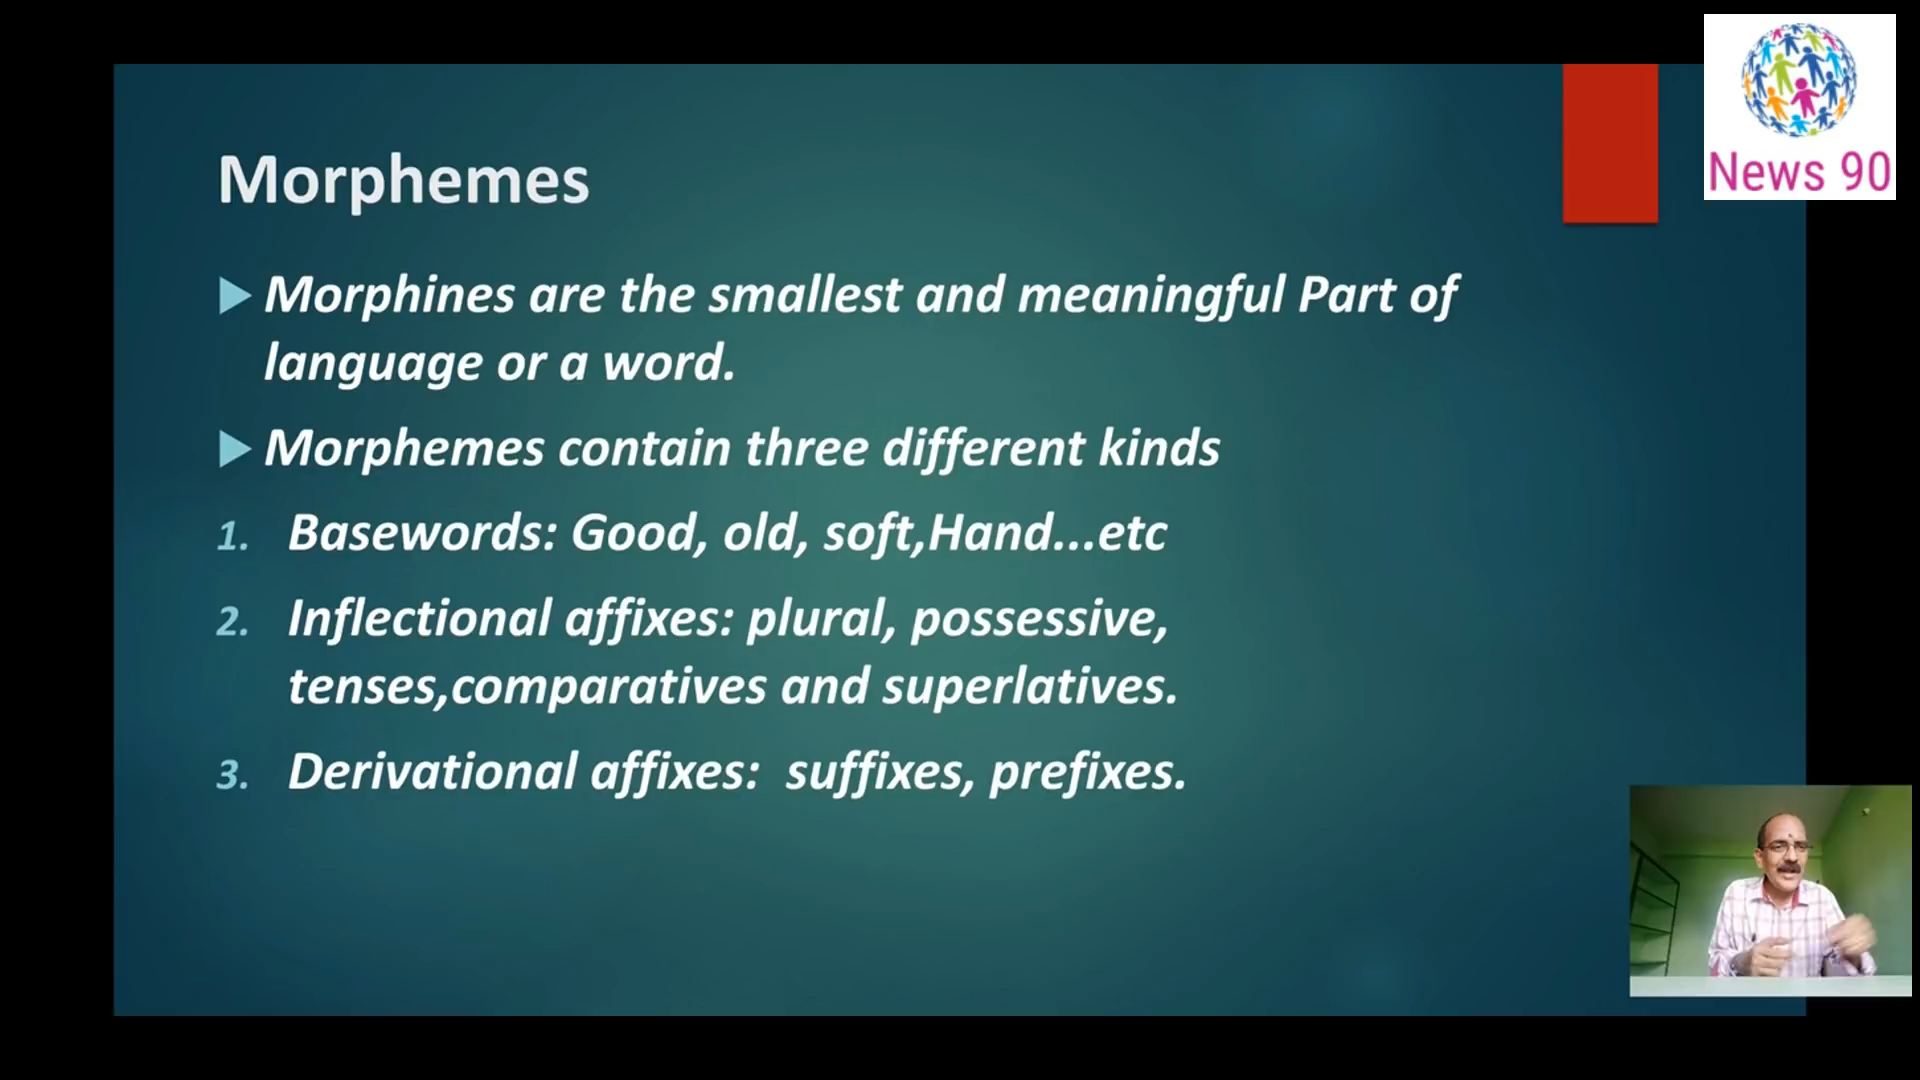 News 90
Morphemes
Morphines are the smallest and meaningful Part of
language or a word.
Morphemes contain three different kinds
1. Basewords: Good, old, soft,Hand...etc
2. Inflectional affixes: plural, possessive,
tenses,comparatives and superlatives.
3. Derivational affixes:  suffixes, prefixes.